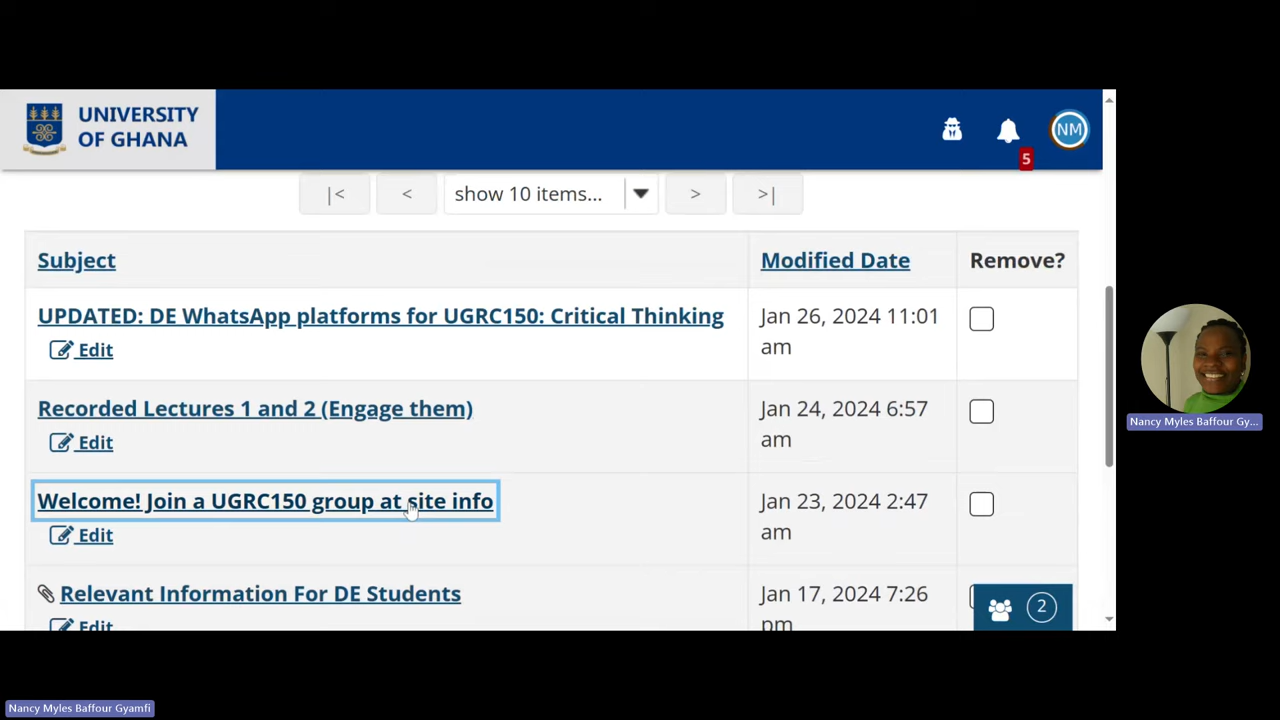 UNIVERSITY
OF GHANA
NM
5
|< < show 10 items... > >|
Subject Modified Date Remove?
UPDATED: DE WhatsApp platforms for UGRC150: Critical Thinking Jan 26, 2024 11:01
am
Edit
Recorded Lectures 1 and 2 (Engage them) Jan 24, 2024 6:57
am
Edit
Welcome! Join a UGRC150 group at site info Jan 23, 2024 2:47
am
Edit
Relevant Information For DE Students Jan 17, 2024 7:26
pm
Edit
2
Nancy Myles Baffour Gy...
Nancy Myles Baffour Gyamfi